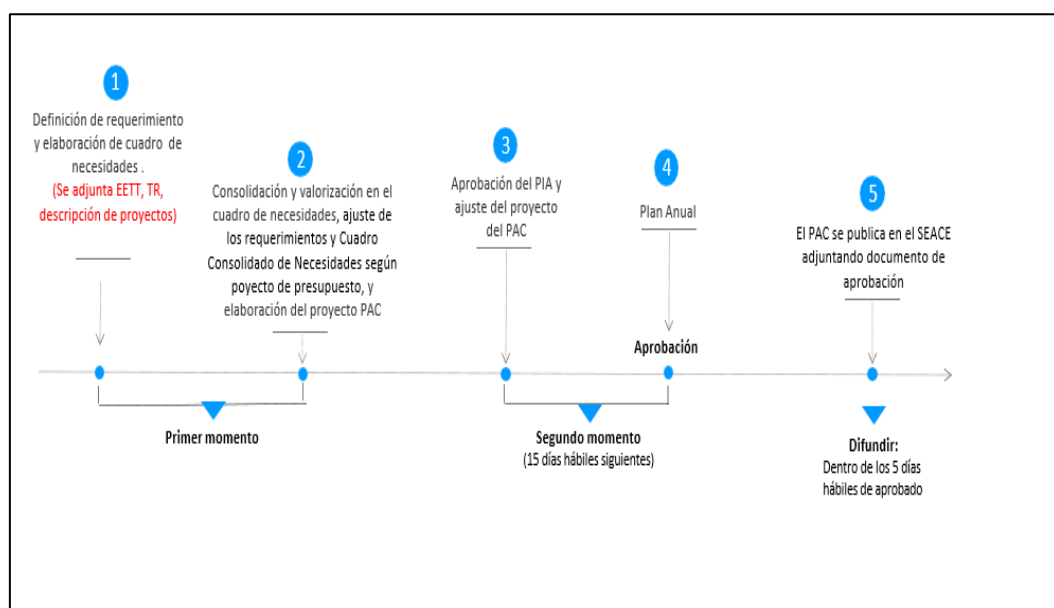 1
Definición de requerimiento
y elaboración de cuadro de
necesidades .
(Se adjunta EETT, TR,
descripción de proyectos)
2
Consolidación y valorización en el
cuadro de necesidades, ajuste de
los requerimientos y Cuadro
Consolidado de Necesidades según
poyecto de presupuesto, y
elaboración del proyecto PAC
3
Aprobación del PIA y
ajuste del proyecto
del PAC
4
Plan Anual
Aprobación
5
El PAC se publica en el SEACE
adjuntando documento de
aprobación
Primer momento
Segundo momento
(15 días hábiles siguientes)
Difundir:
Dentro de los 5 días
hábiles de aprobado